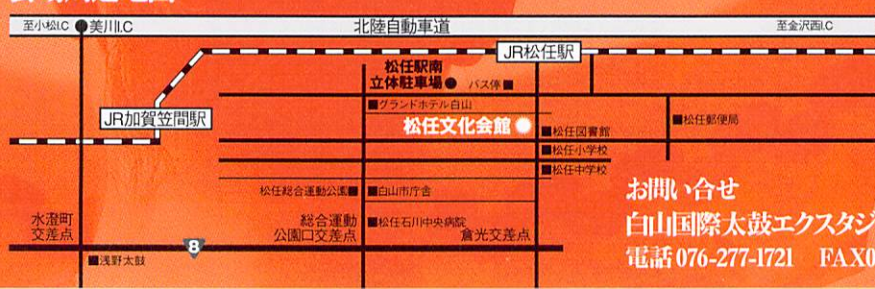 至小松I.C
美川I.C
北陸自動車道
至金沢西I.C
JR松任駅
松任駅南
立体駐車場
バス停
グランドホテル白山
JR加賀笠間駅
松任文化会館
松任図書館
松任郵便局
松任小学校
松任中学校
松任総合運動公園
白山市庁舎
お問い合せ
水澄町
交差点
総合運動
公園口交差点
松任石川中央病院
倉光交差点
白山国際太鼓エクスタジ
8
浅野太鼓
電話 076-277-1721 FAX0